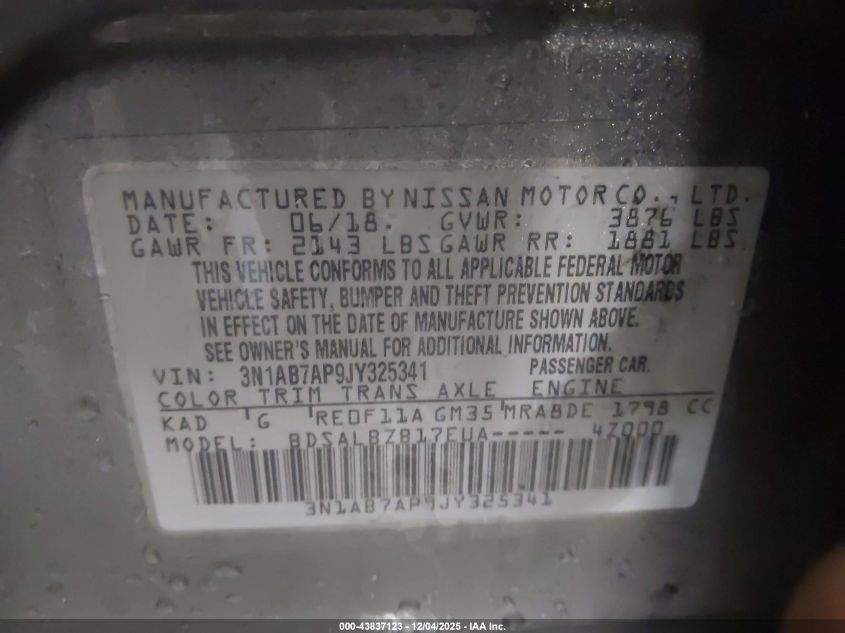 MANUFACTURED BY NISSAN MOTOR CO., LTD.
DATE: 06/18. GVWR: 3876 LBS
GAWR FR: 2143 LBS GAWR RR: 1881 LBS
THIS VEHICLE CONFORMS TO ALL APPLICABLE FEDERAL MOTOR
VEHICLE SAFETY, BUMPER AND THEFT PREVENTION STANDARDS
IN EFFECT ON THE DATE OF MANUFACTURE SHOWN ABOVE.
SEE OWNER'S MANUAL FOR ADDITIONAL INFORMATION.
VIN: 3N1AB7AP9JY325341 PASSENGER CAR.
COLOR TRIM TRANS AXLE ENGINE
KAD G RE0F11A GM35 MRA8DE 1798 CC
MODEL: BDSALBZB17EUA----- 4Z000
3N1AB7AP9JY325341
000-43837123 - 12/04/2025 - IAA Inc.